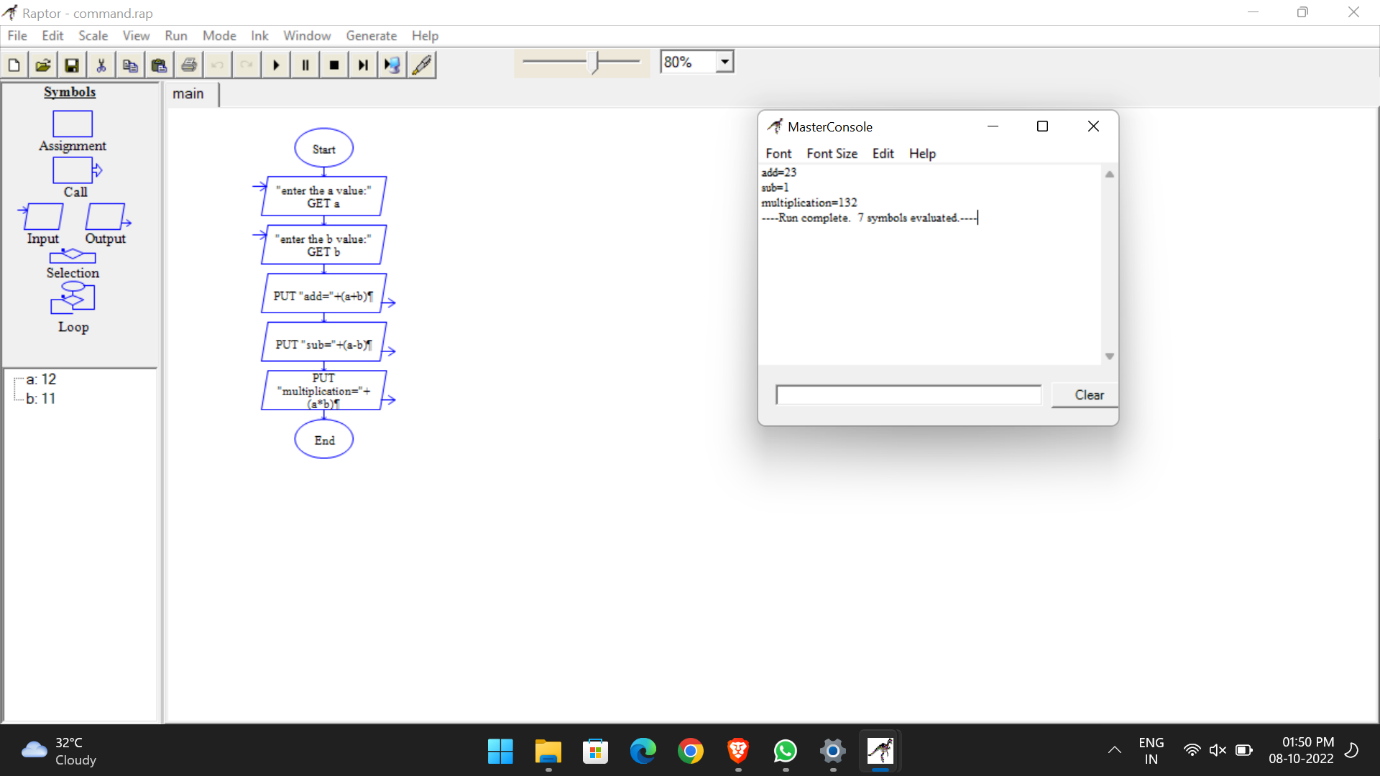 Raptor - command.rap
File Edit Scale View Run Mode Ink Window Generate Help
80%
Symbols
Assignment
Call
Input Output
Selection
Loop
a: 12
b: 11
main
Start
"enter the a value:"
GET a
"enter the b value:"
GET b
PUT "add="+(a+b)¶
PUT "sub="+(a-b)¶
PUT
"multiplication="+
(a*b)¶
End
MasterConsole
Font Font Size Edit Help
add=23
sub=1
multiplication=132
----Run complete.  7 symbols evaluated.----
Clear
32°C
Cloudy
ENG
IN
01:50 PM
08-10-2022